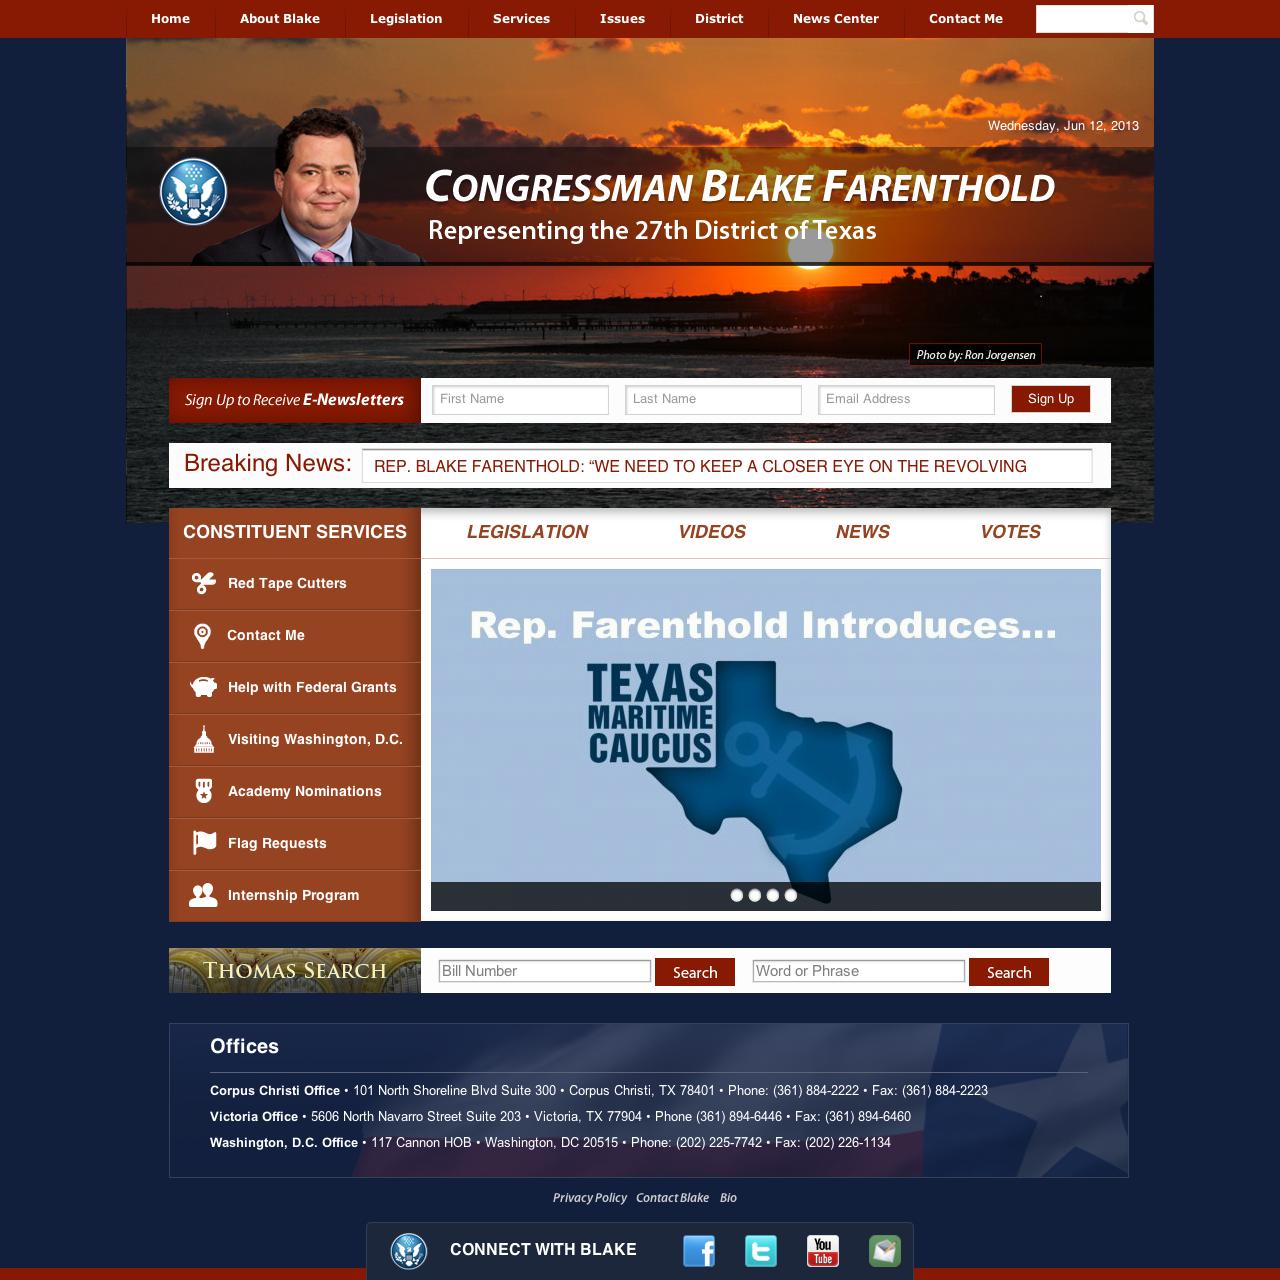 Home About Blake Legislation Services Issues District News Center Contact Me
Wednesday, Jun 12, 2013
CONGRESSMAN BLAKE FARENTHOLD
Representing the 27th District of Texas
Photo by: Ron Jorgensen
Sign Up to Receive E-Newsletters First Name Last Name Email Address Sign Up
Breaking News: REP. BLAKE FARENTHOLD: “WE NEED TO KEEP A CLOSER EYE ON THE REVOLVING
CONSTITUENT SERVICES LEGISLATION VIDEOS NEWS VOTES
Red Tape Cutters
Contact Me
Help with Federal Grants
Visiting Washington, D.C.
Academy Nominations
Flag Requests
Internship Program
Rep. Farenthold Introduces...
TEXAS
MARITIME
CAUCUS
THOMAS SEARCH Bill Number Search Word or Phrase Search
Offices
Corpus Christi Office • 101 North Shoreline Blvd Suite 300 • Corpus Christi, TX 78401 • Phone: (361) 884-2222 • Fax: (361) 884-2223
Victoria Office • 5606 North Navarro Street Suite 203 • Victoria, TX 77904 • Phone (361) 894-6446 • Fax: (361) 894-6460
Washington, D.C. Office • 117 Cannon HOB • Washington, DC 20515 • Phone: (202) 225-7742 • Fax: (202) 226-1134
Privacy Policy Contact Blake Bio
CONNECT WITH BLAKE You Tube